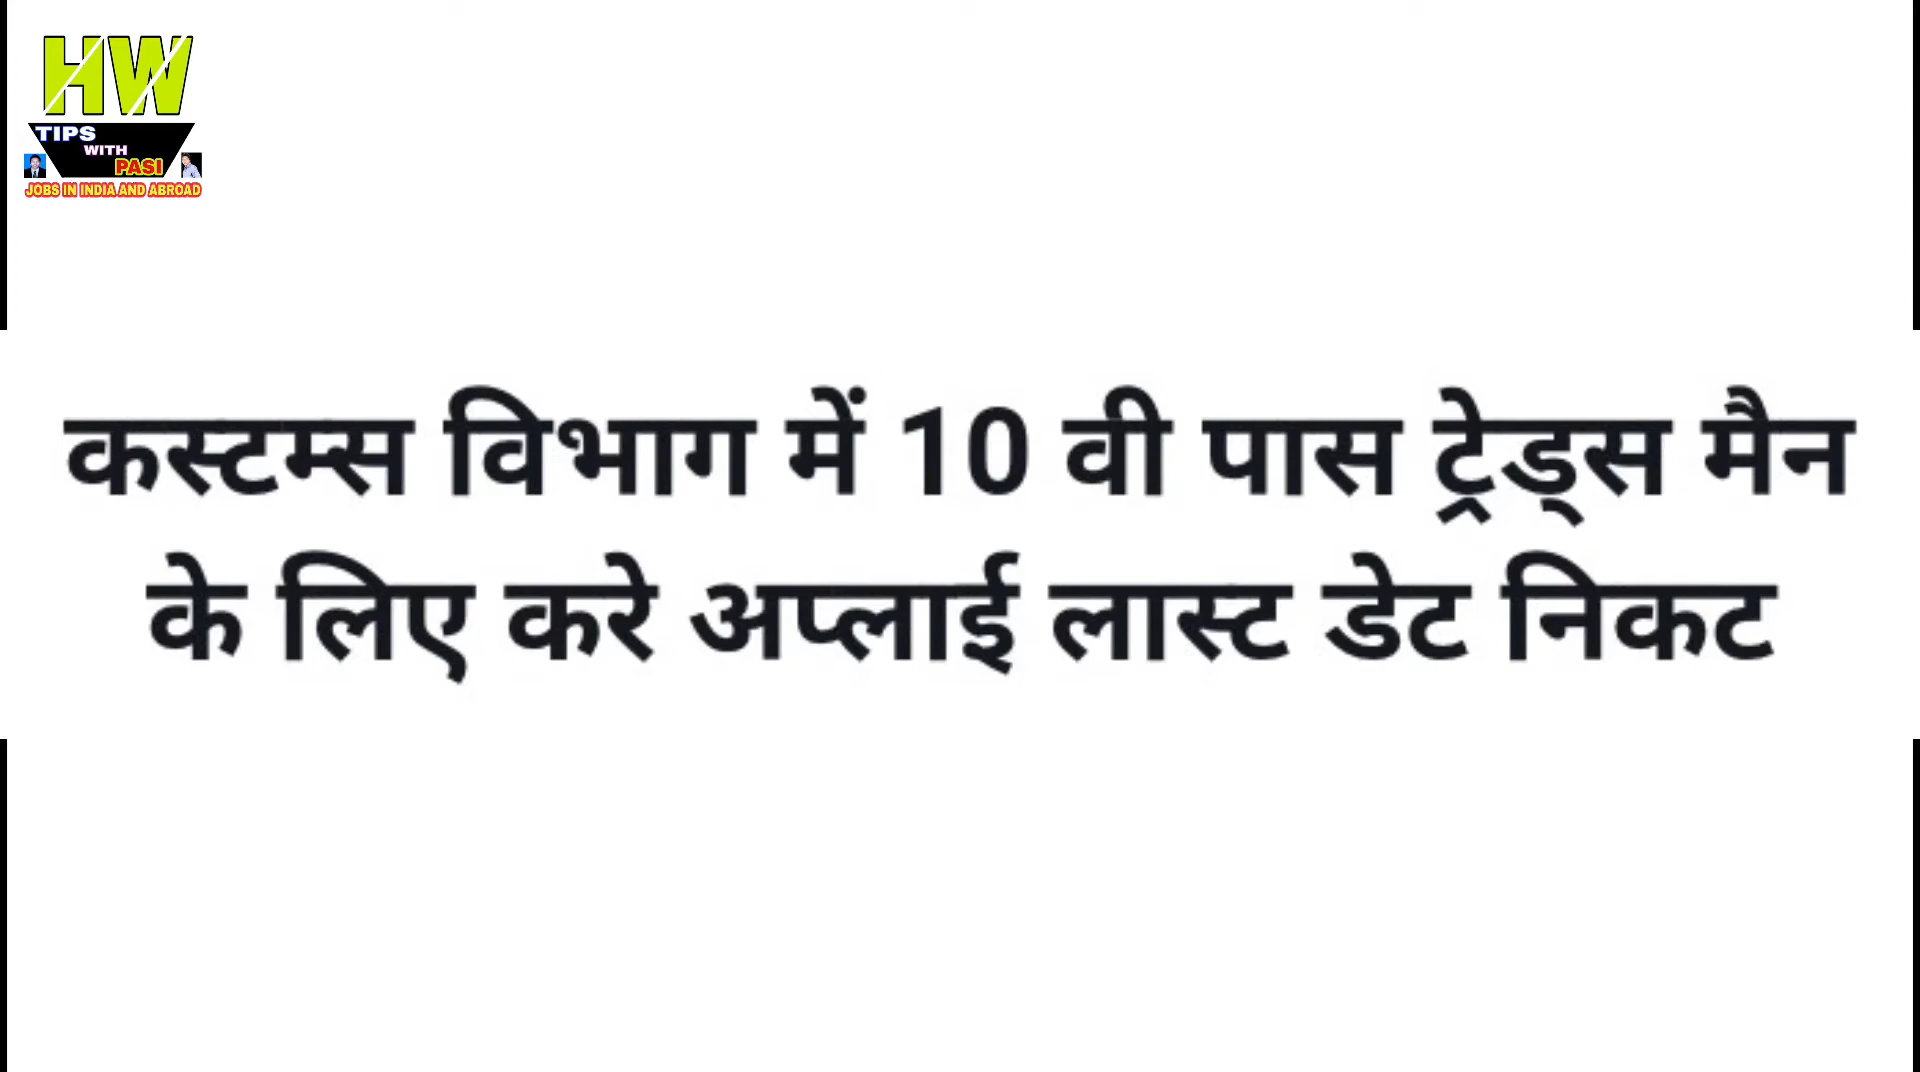 HW
TIPS
WITH
PASI
JOBS IN INDIA AND ABROAD
कस्टम्स विभाग में 10 वी पास ट्रेड्स मैन
के लिए करे अप्लाई लास्ट डेट निकट